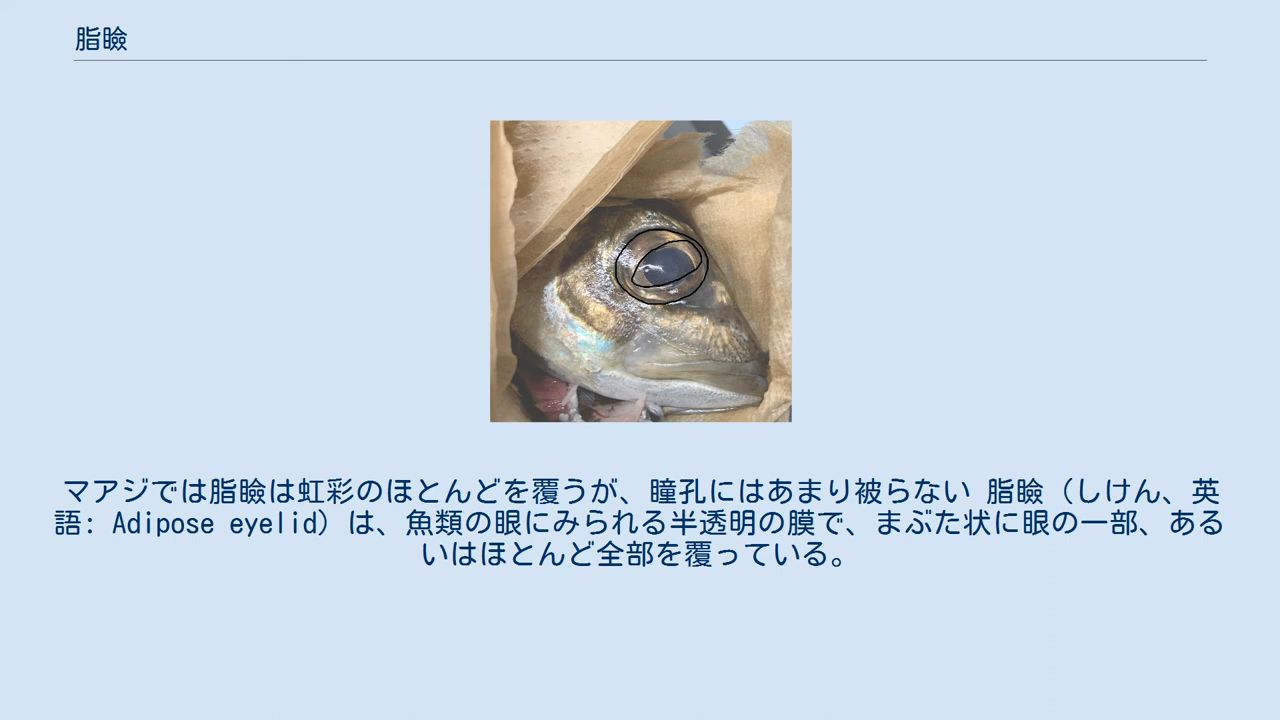 脂瞼
マアジでは脂瞼は虹彩のほとんどを覆うが、瞳孔にはあまり被らない 脂瞼（しけん、英
語: Adipose eyelid）は、魚類の眼にみられる半透明の膜で、まぶた状に眼の一部、ある
いはほとんど全部を覆っている。